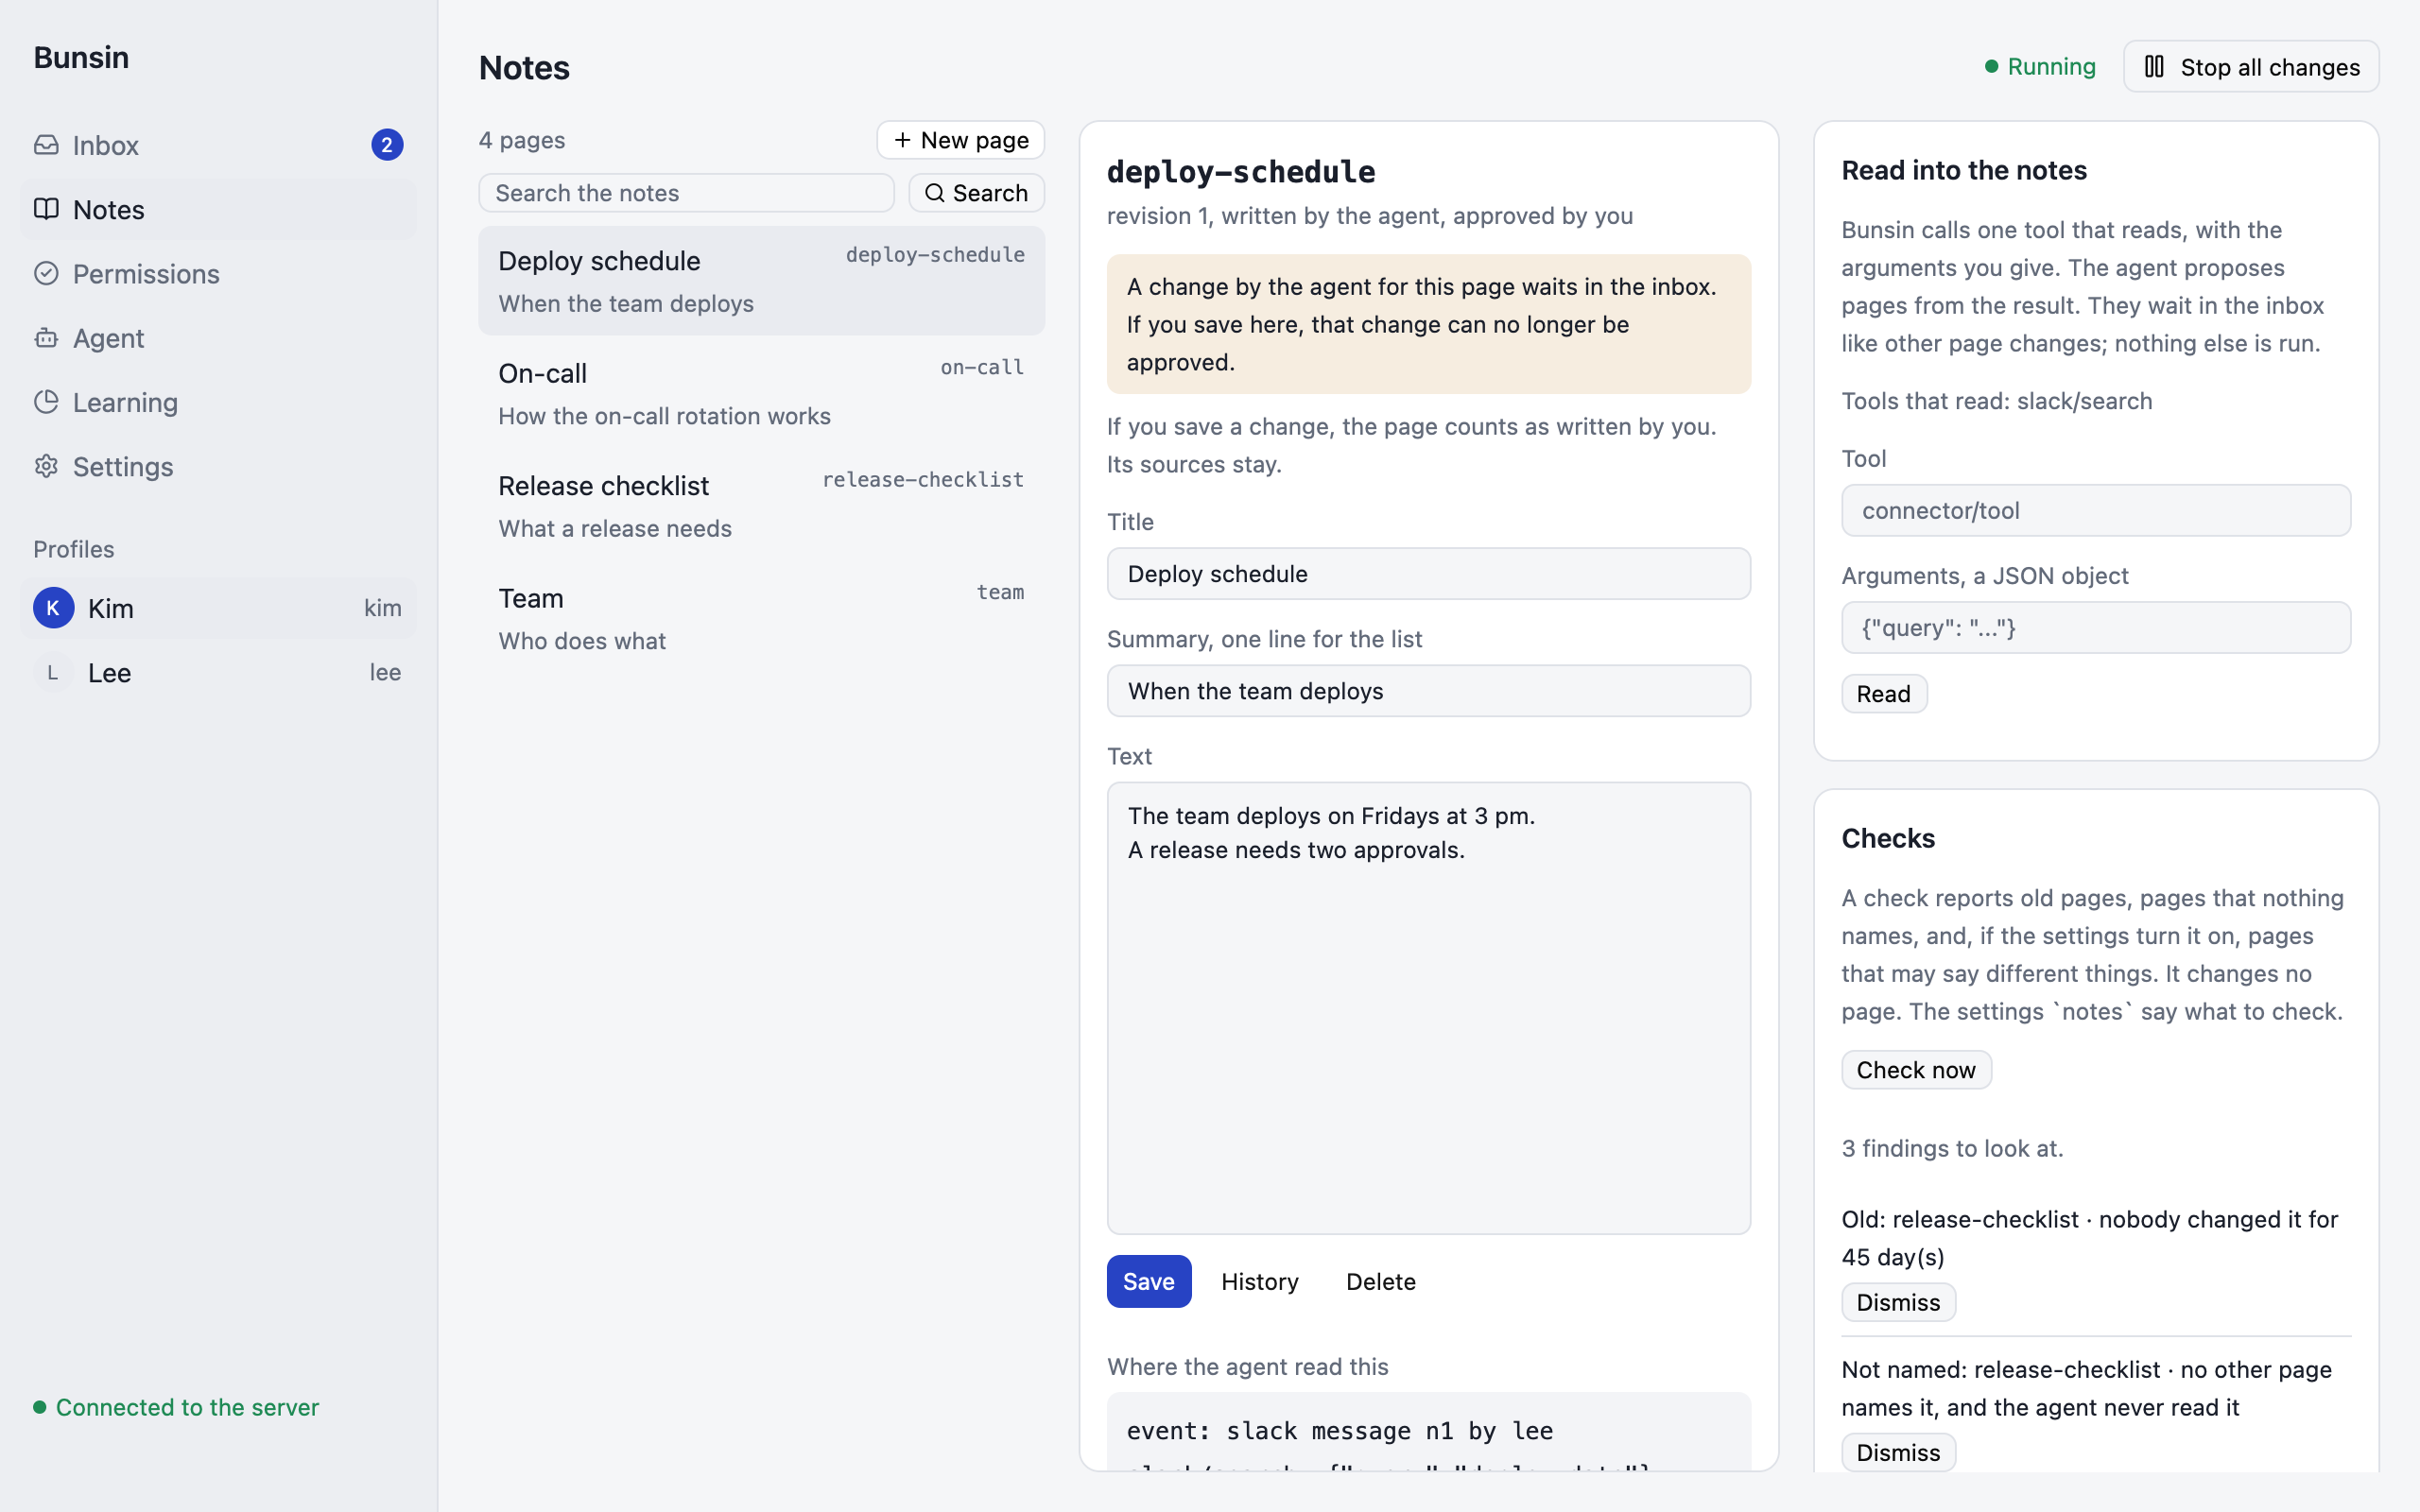 Bunsin
Inbox
2
Notes
Permissions
Agent
Learning
Settings
Profiles
K
Kim
kim
L
Lee
lee
Connected to the server
Notes
Running
Stop all changes
4 pages
+ New page
Search the notes
Search
Deploy schedule
deploy-schedule
When the team deploys
On-call
on-call
How the on-call rotation works
Release checklist
release-checklist
What a release needs
Team
team
Who does what
deploy-schedule
revision 1, written by the agent, approved by you
A change by the agent for this page waits in the inbox.
If you save here, that change can no longer be
approved.
If you save a change, the page counts as written by you.
Its sources stay.
Title
Deploy schedule
Summary, one line for the list
When the team deploys
Text
The team deploys on Fridays at 3 pm.
A release needs two approvals.
Save
History
Delete
Where the agent read this
event: slack message n1 by lee
Read into the notes
Bunsin calls one tool that reads, with the
arguments you give. The agent proposes
pages from the result. They wait in the inbox
like other page changes; nothing else is run.
Tools that read: slack/search
Tool
connector/tool
Arguments, a JSON object
{"query": "..."}
Read
Checks
A check reports old pages, pages that nothing
names, and, if the settings turn it on, pages
that may say different things. It changes no
page. The settings `notes` say what to check.
Check now
3 findings to look at.
Old: release-checklist · nobody changed it for
45 day(s)
Dismiss
Not named: release-checklist · no other page
names it, and the agent never read it
Dismiss